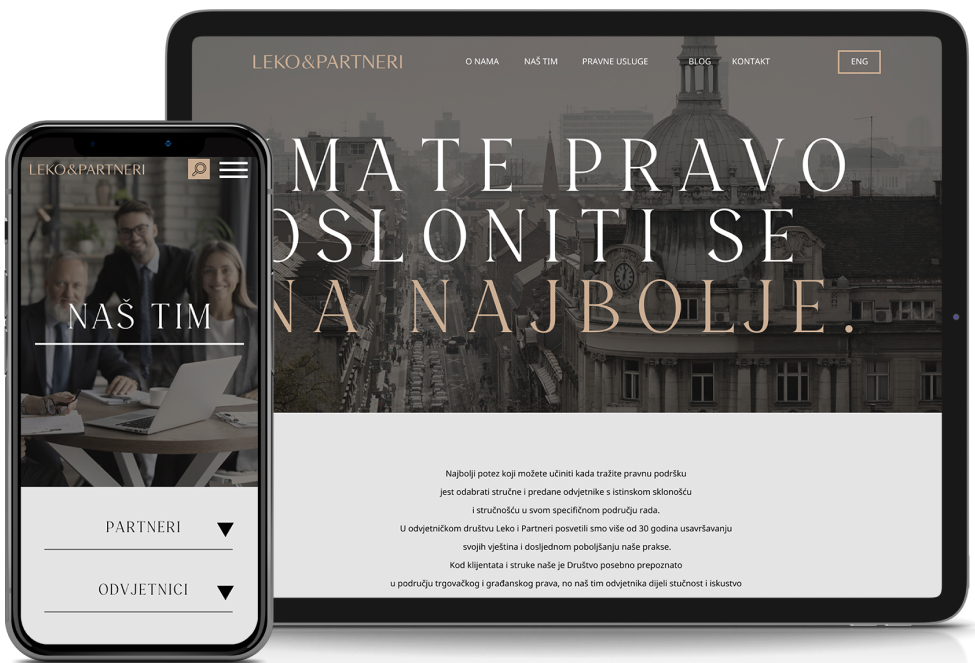 LEKO&PARTNERI
O NAMA
NAŠ TIM
PRAVNE USLUGE
BLOG
KONTAKT
ENG
MATE PRAVO
OSLONITI SE
NA NAJBOLJE.
Najbolji potez koji možete učiniti kada tražite pravnu podršku
jest odabrati stručne i predane odvjetnike s istinskom sklonošću
i stručnošću u svom specifičnom području rada.
U odvjetničkom društvu Leko i Partneri posvetili smo više od 30 godina usavršavanju
svojih vještina i dosljednom poboljšanju naše prakse.
Kod klijentata i struke naše je Društvo posebno prepoznato
u području trgovačkog i građanskog prava, no naš tim odvjetnika dijeli stučnost i iskustvo
LEKO&PARTNERI
NAŠ TIM
PARTNERI
ODVJETNICI